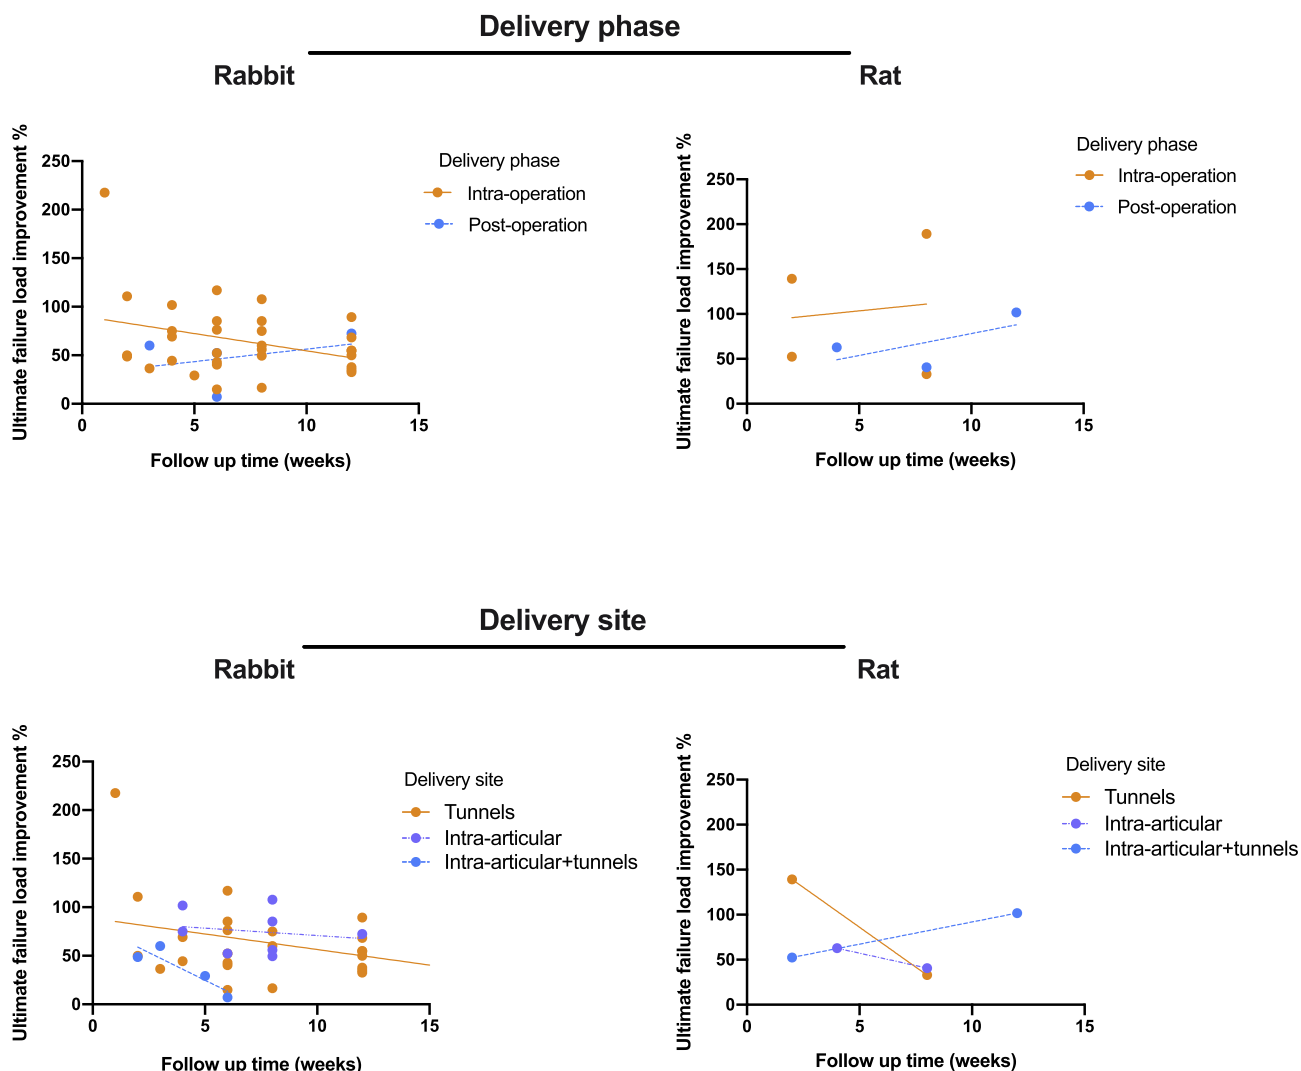 Delivery phase
Rabbit
Rat
Ultimate failure load improvement %
250
200
150
100
50
0
0
5
10
15
Follow up time (weeks)
Delivery phase
Intra-operation
Post-operation
Ultimate failure load improvement %
250
200
150
100
50
0
0
5
10
15
Follow up time (weeks)
Delivery phase
Intra-operation
Post-operation
Delivery site
Rabbit
Rat
Ultimate failure load improvement %
250
200
150
100
50
0
0
5
10
15
Follow up time (weeks)
Delivery site
Tunnels
Intra-articular
Intra-articular+tunnels
Ultimate failure load improvement %
250
200
150
100
50
0
0
5
10
15
Follow up time (weeks)
Delivery site
Tunnels
Intra-articular
Intra-articular+tunnels